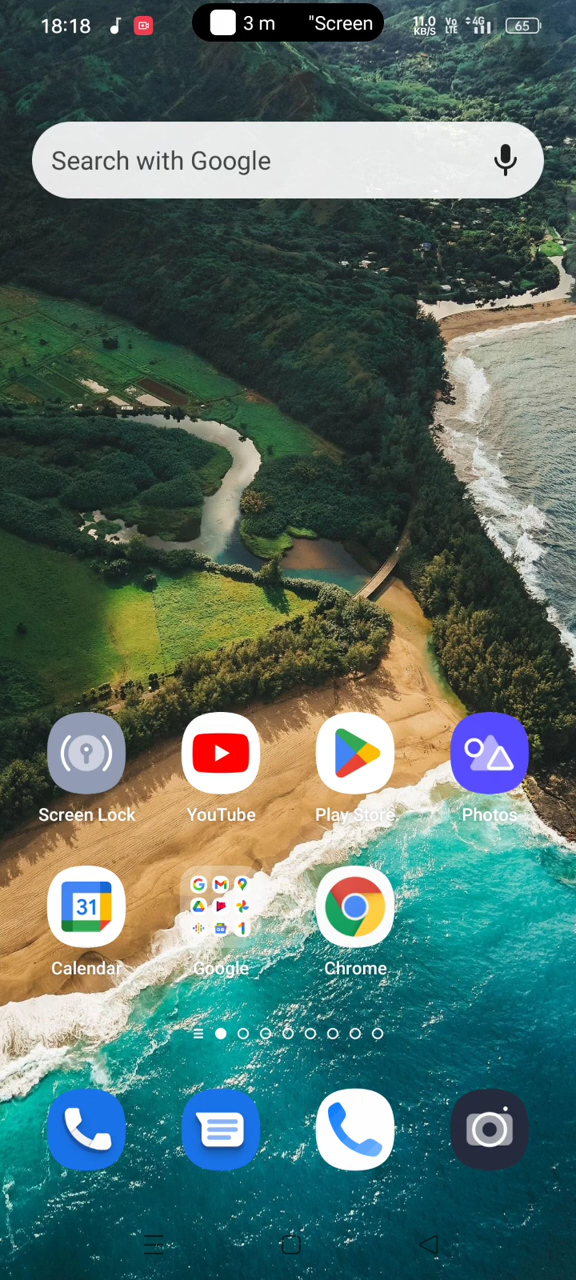 18:18 3 m "Screen 11.0 KB/S Vo LTE 4G 65
Search with Google
Screen Lock YouTube Play Store Photos
31
Calendar Google Chrome